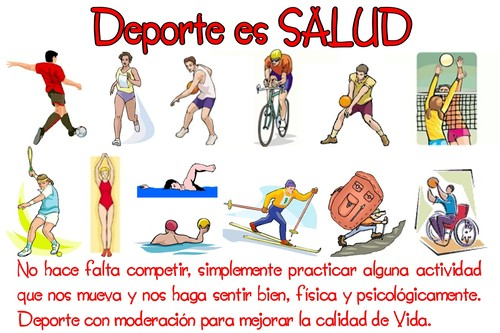 Deporte es SALUD
No hace falta competir, simplemente practicar alguna actividad
que nos mueva y nos haga sentir bien, física y psicológicamente.
Deporte con moderación para mejorar la calidad de Vida.